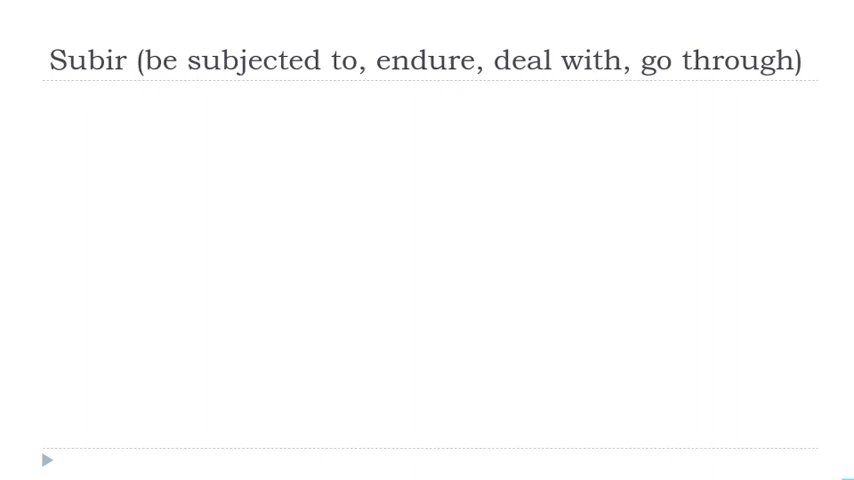 Subir (be subjected to, endure, deal with, go through)